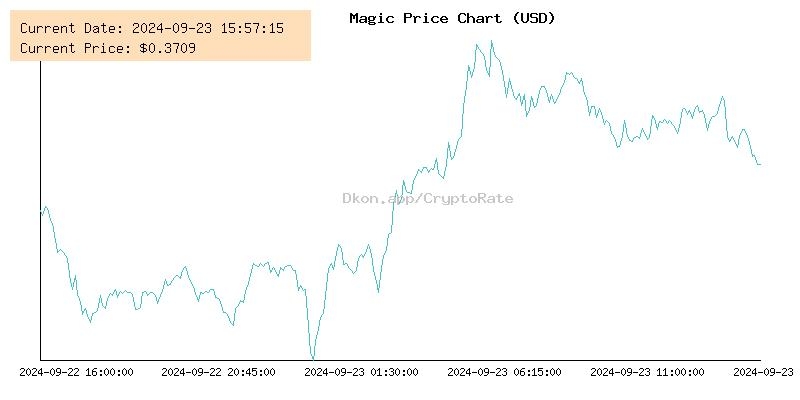 Magic Price Chart (USD)
Current Date: 2024-09-23 15:57:15
Current Price: $0.3709
Dkon.app/CryptoRate
2024-09-22 16:00:00 2024-09-22 20:45:00 2024-09-23 01:30:00 2024-09-23 06:15:00 2024-09-23 11:00:00 2024-09-23